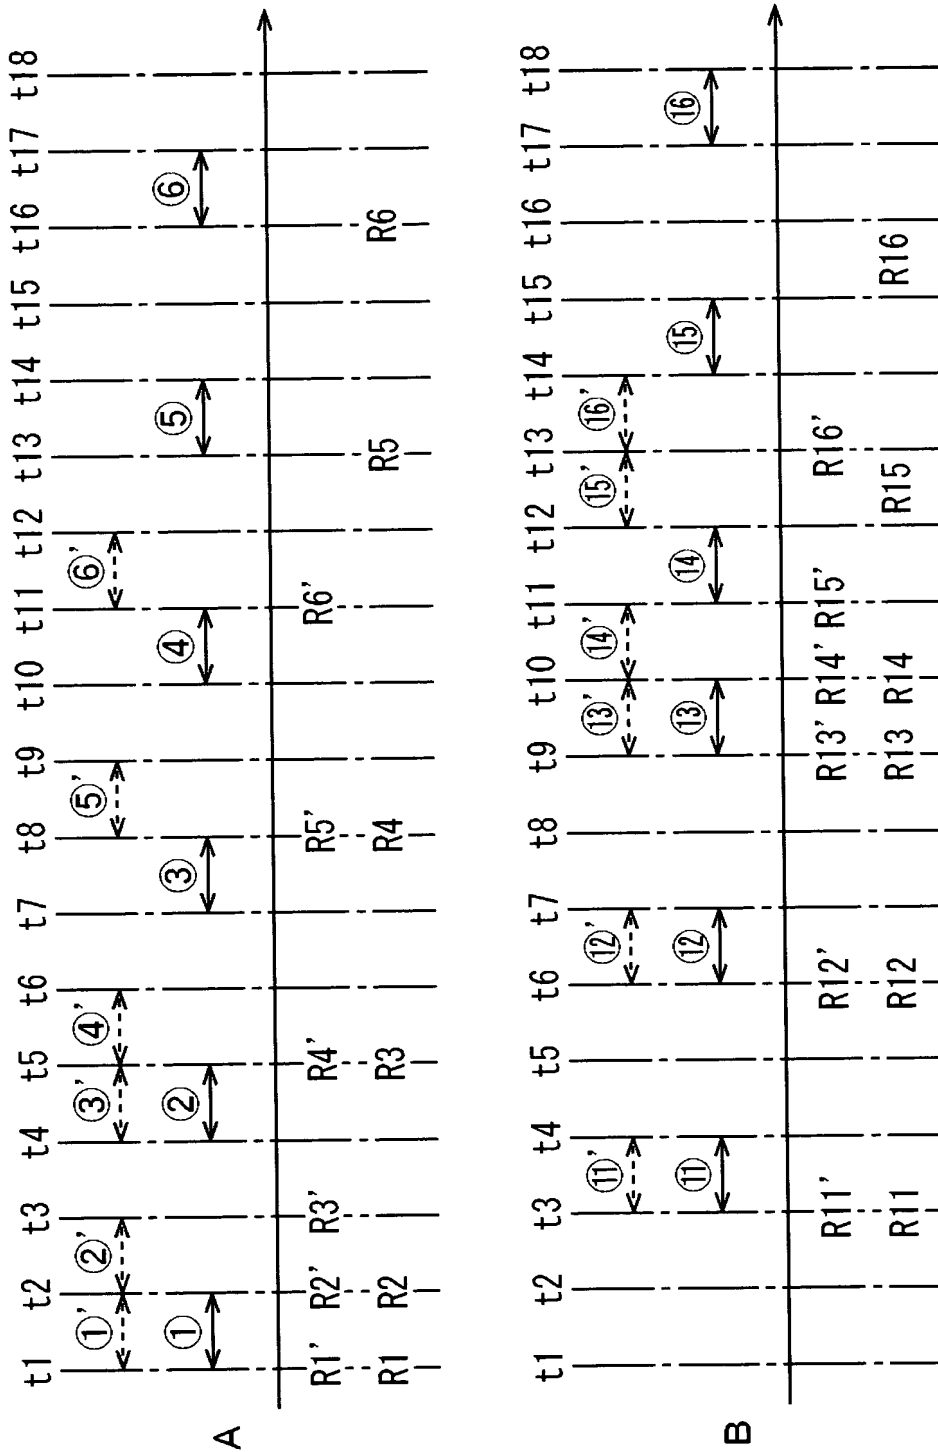 A
t1 t2 t3 t4 t5 t6 t7 t8 t9 t10 t11 t12 t13 t14 t15 t16 t17 t18
①' ②' ③' ④' ⑤' ⑥'
① ② ③ ④ ⑤ ⑥
R1' R2' R3' R4' R5' R6'
R1 R2 R3 R4 R5 R6
B
t1 t2 t3 t4 t5 t6 t7 t8 t9 t10 t11 t12 t13 t14 t15 t16 t17 t18
⑪' ⑫' ⑬' ⑭' ⑮' ⑯'
⑪ ⑫ ⑬ ⑭ ⑮ ⑯
R11' R12' R13' R14' R15' R16'
R11 R12 R13 R14 R15 R16